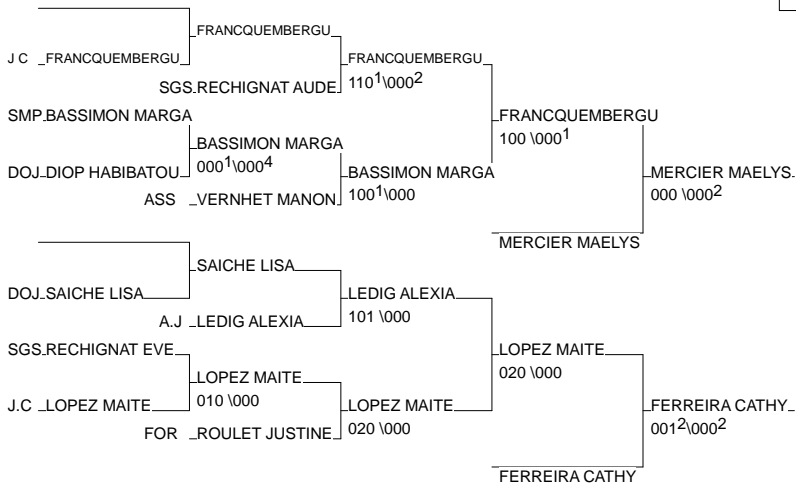 FRANCQUEMBERGU
J C FRANCQUEMBERGU FRANCQUEMBERGU
SGS RECHIGNAT AUDE 110¹\000²
SMP BASSIMON MARGA FRANCQUEMBERGU
100 \000¹
BASSIMON MARGA
000¹\000⁴
DOJ DIOP HABIBATOU BASSIMON MARGA MERCIER MAELYS
100¹\000 000 \000²
ASS VERNHET MANON
MERCIER MAELYS
SAICHE LISA
DOJ SAICHE LISA LEDIG ALEXIA
101 \000
A.J LEDIG ALEXIA
SGS RECHIGNAT EVE LOPEZ MAITE
020 \000
LOPEZ MAITE
010 \000
J.C LOPEZ MAITE LOPEZ MAITE FERREIRA CATHY
020 \000 001²\000²
FOR ROULET JUSTINE
FERREIRA CATHY